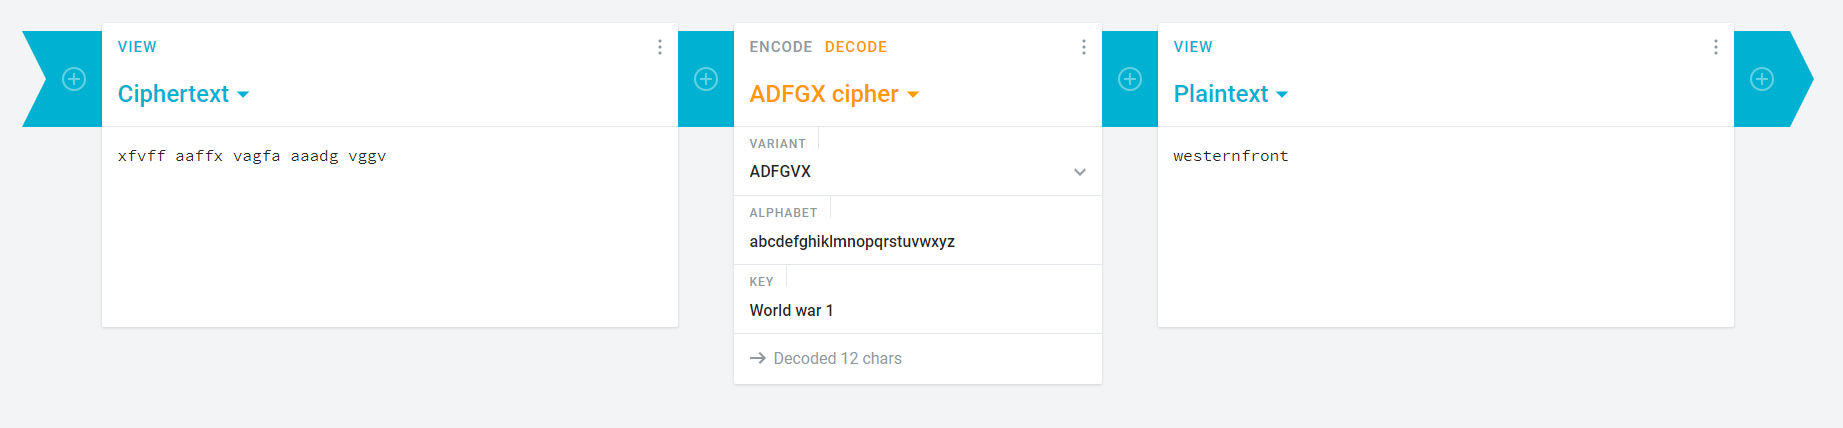 VIEW
Ciphertext
xfvff aaffx vagfa aaadg vggv
ENCODE DECODE
ADFGX cipher
VARIANT
ADFGVX
ALPHABET
abcdefghiklmnopqrstuvwxyz
KEY
World war 1
→ Decoded 12 chars
VIEW
Plaintext
westernfront